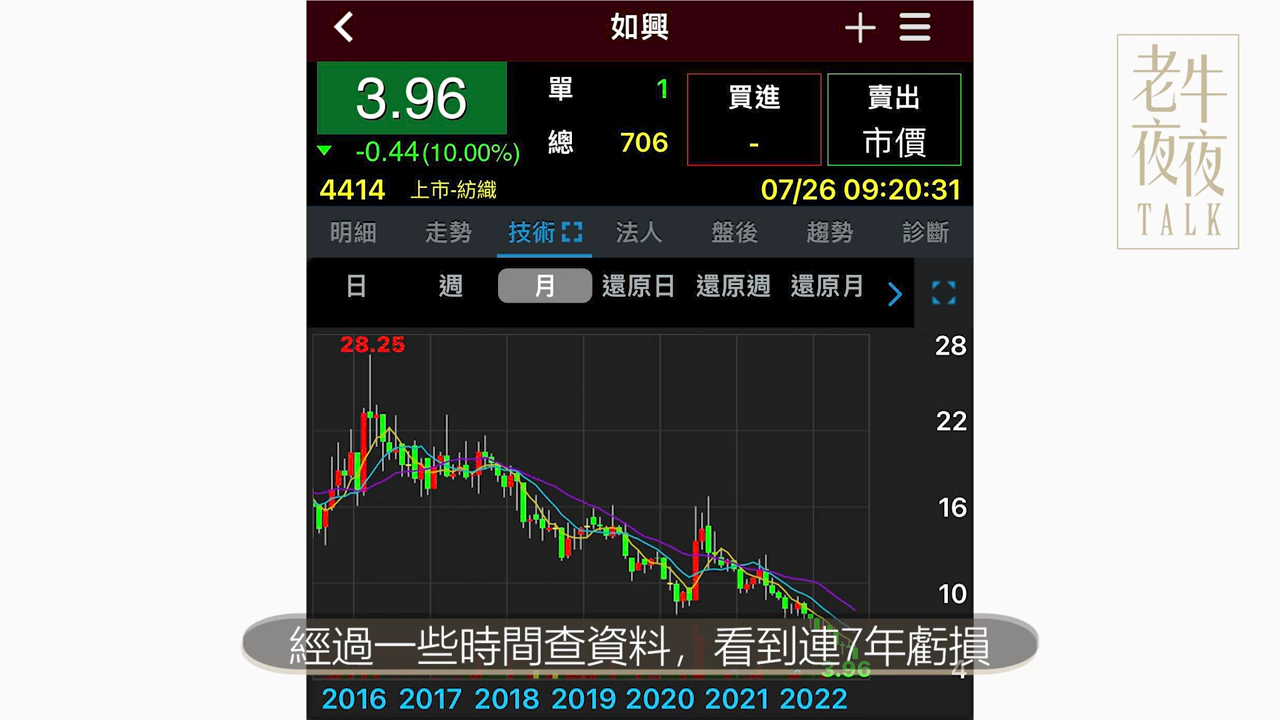 如興
3.96
-0.44(10.00%)
單 1
總 706
買進
-
賣出
市價
4414 上市-紡織 07/26 09:20:31
明細 走勢 技術 法人 盤後 趨勢 診斷
日 週 月 還原日 還原週 還原月
28.25
28
22
16
10
4
3.96
2016 2017 2018 2019 2020 2021 2022
經過一些時間查資料，看到連7年虧損
老牛
夜夜
TALK